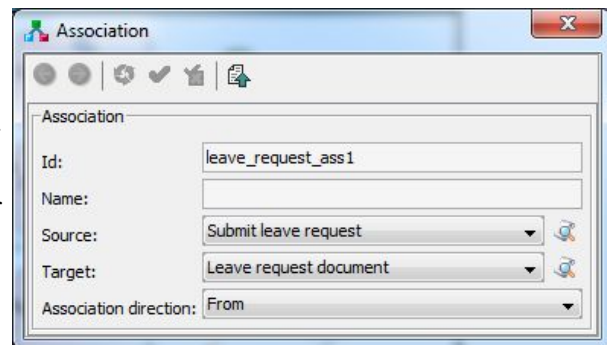 Association
Association
Id: leave_request_ass1
Name:
Source: Submit leave request
Target: Leave request document
Association direction: From